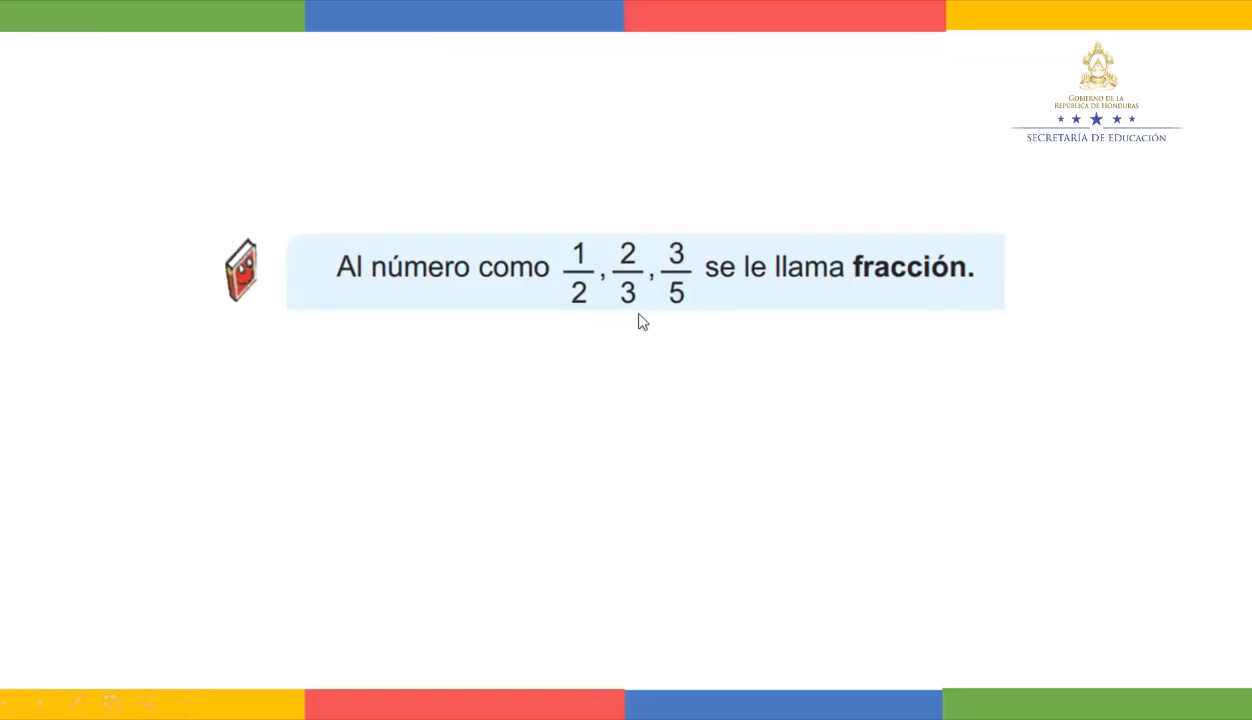 GOBIERNO DE LA
REPÚBLICA DE HONDURAS
SECRETARÍA DE EDUCACIÓN
Al número como 1/2, 2/3, 3/5 se le llama fracción.